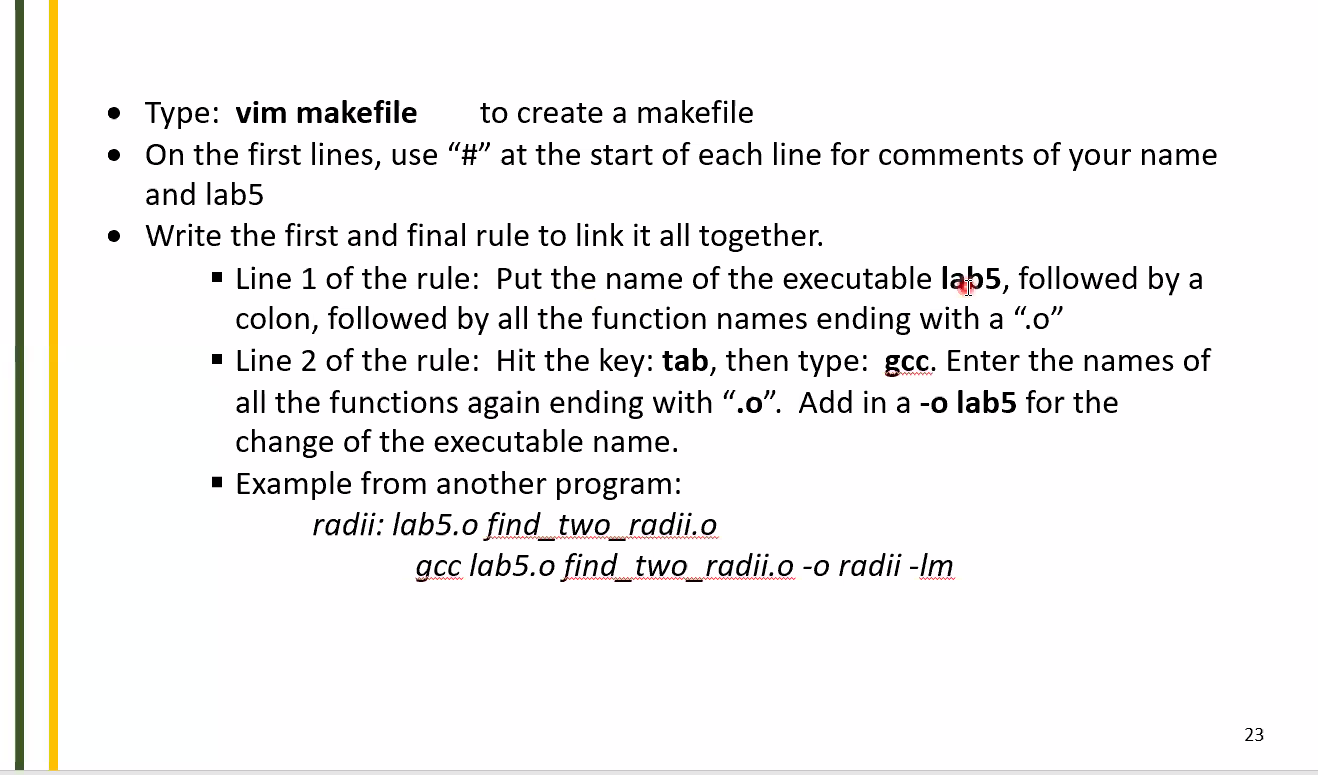 • Type: vim makefile to create a makefile
• On the first lines, use “#” at the start of each line for comments of your name
and lab5
• Write the first and final rule to link it all together.
▪ Line 1 of the rule: Put the name of the executable lab5, followed by a
colon, followed by all the function names ending with a “.o”
▪ Line 2 of the rule: Hit the key: tab, then type: gcc. Enter the names of
all the functions again ending with “.o”. Add in a -o lab5 for the
change of the executable name.
▪ Example from another program:
radii: lab5.o find_two_radii.o
gcc lab5.o find_two_radii.o -o radii -lm
23